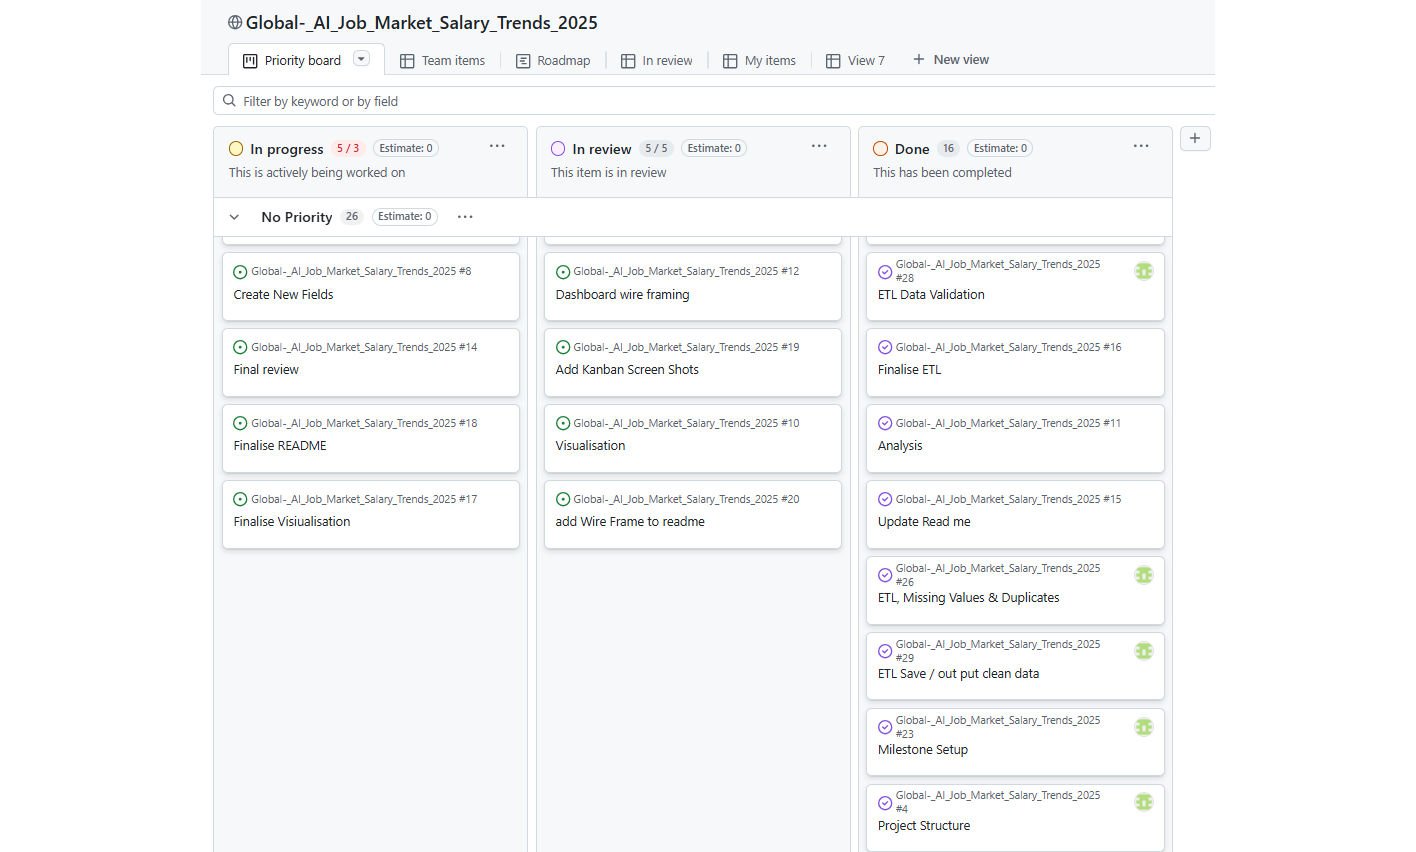 Global-_AI_Job_Market_Salary_Trends_2025
Priority board
Team items
Roadmap
In review
My items
View 7
New view
Filter by keyword or by field
In progress 5 / 3 Estimate: 0
This is actively being worked on
In review 5 / 5 Estimate: 0
This item is in review
Done 16 Estimate: 0
This has been completed
No Priority 26 Estimate: 0
Global-_AI_Job_Market_Salary_Trends_2025 #8
Create New Fields
Global-_AI_Job_Market_Salary_Trends_2025 #14
Final review
Global-_AI_Job_Market_Salary_Trends_2025 #18
Finalise README
Global-_AI_Job_Market_Salary_Trends_2025 #17
Finalise Visiualisation
Global-_AI_Job_Market_Salary_Trends_2025 #12
Dashboard wire framing
Global-_AI_Job_Market_Salary_Trends_2025 #19
Add Kanban Screen Shots
Global-_AI_Job_Market_Salary_Trends_2025 #10
Visualisation
Global-_AI_Job_Market_Salary_Trends_2025 #20
add Wire Frame to readme
Global-_AI_Job_Market_Salary_Trends_2025
#28
ETL Data Validation
Global-_AI_Job_Market_Salary_Trends_2025 #16
Finalise ETL
Global-_AI_Job_Market_Salary_Trends_2025 #11
Analysis
Global-_AI_Job_Market_Salary_Trends_2025 #15
Update Read me
Global-_AI_Job_Market_Salary_Trends_2025
#26
ETL, Missing Values & Duplicates
Global-_AI_Job_Market_Salary_Trends_2025
#29
ETL Save / out put clean data
Global-_AI_Job_Market_Salary_Trends_2025
#23
Milestone Setup
Global-_AI_Job_Market_Salary_Trends_2025
#4
Project Structure